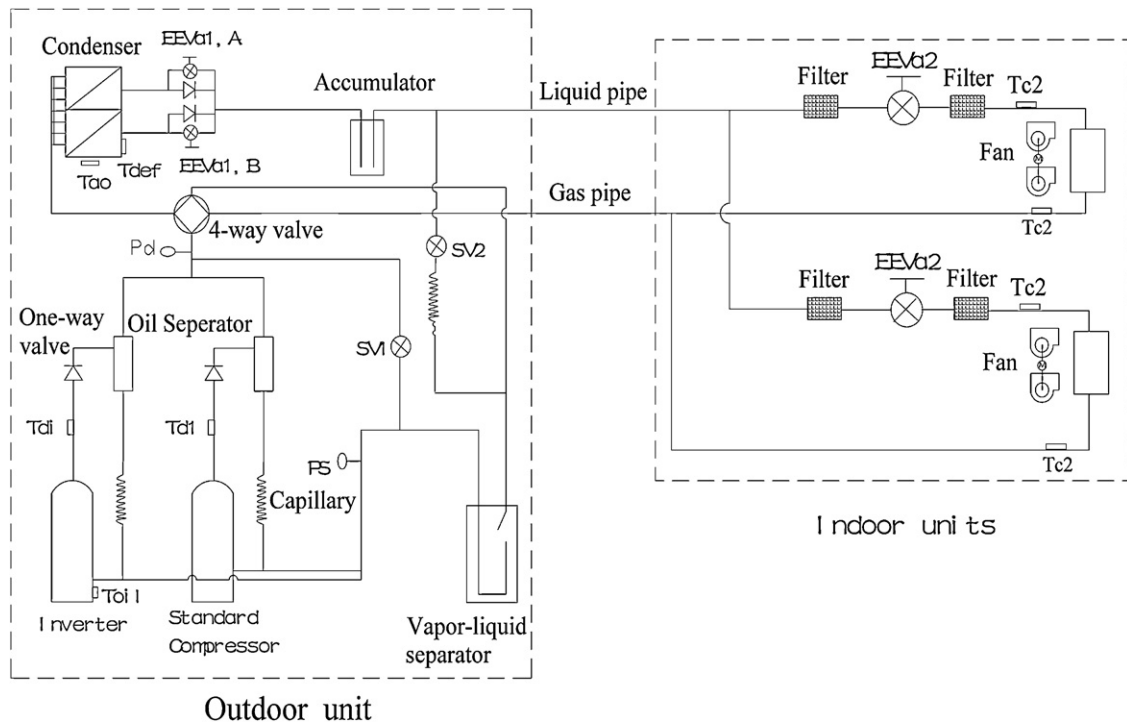 EEVa1, A
Condenser
Accumulator
EEVa1, B
Tdef
Tao
4-way valve
Pd
Liquid pipe
Gas pipe
SV2
One-way
valve
Oil Seperator
SV1
Tdi
Td1
PS
Capillary
Toil
Inverter
Standard
Compressor
Vapor-liquid
separator
Outdoor unit
Filter
EEVa2
Filter
Tc2
Fan
M
Tc2
Filter
EEVa2
Filter
Tc2
Fan
M
Tc2
Indoor units